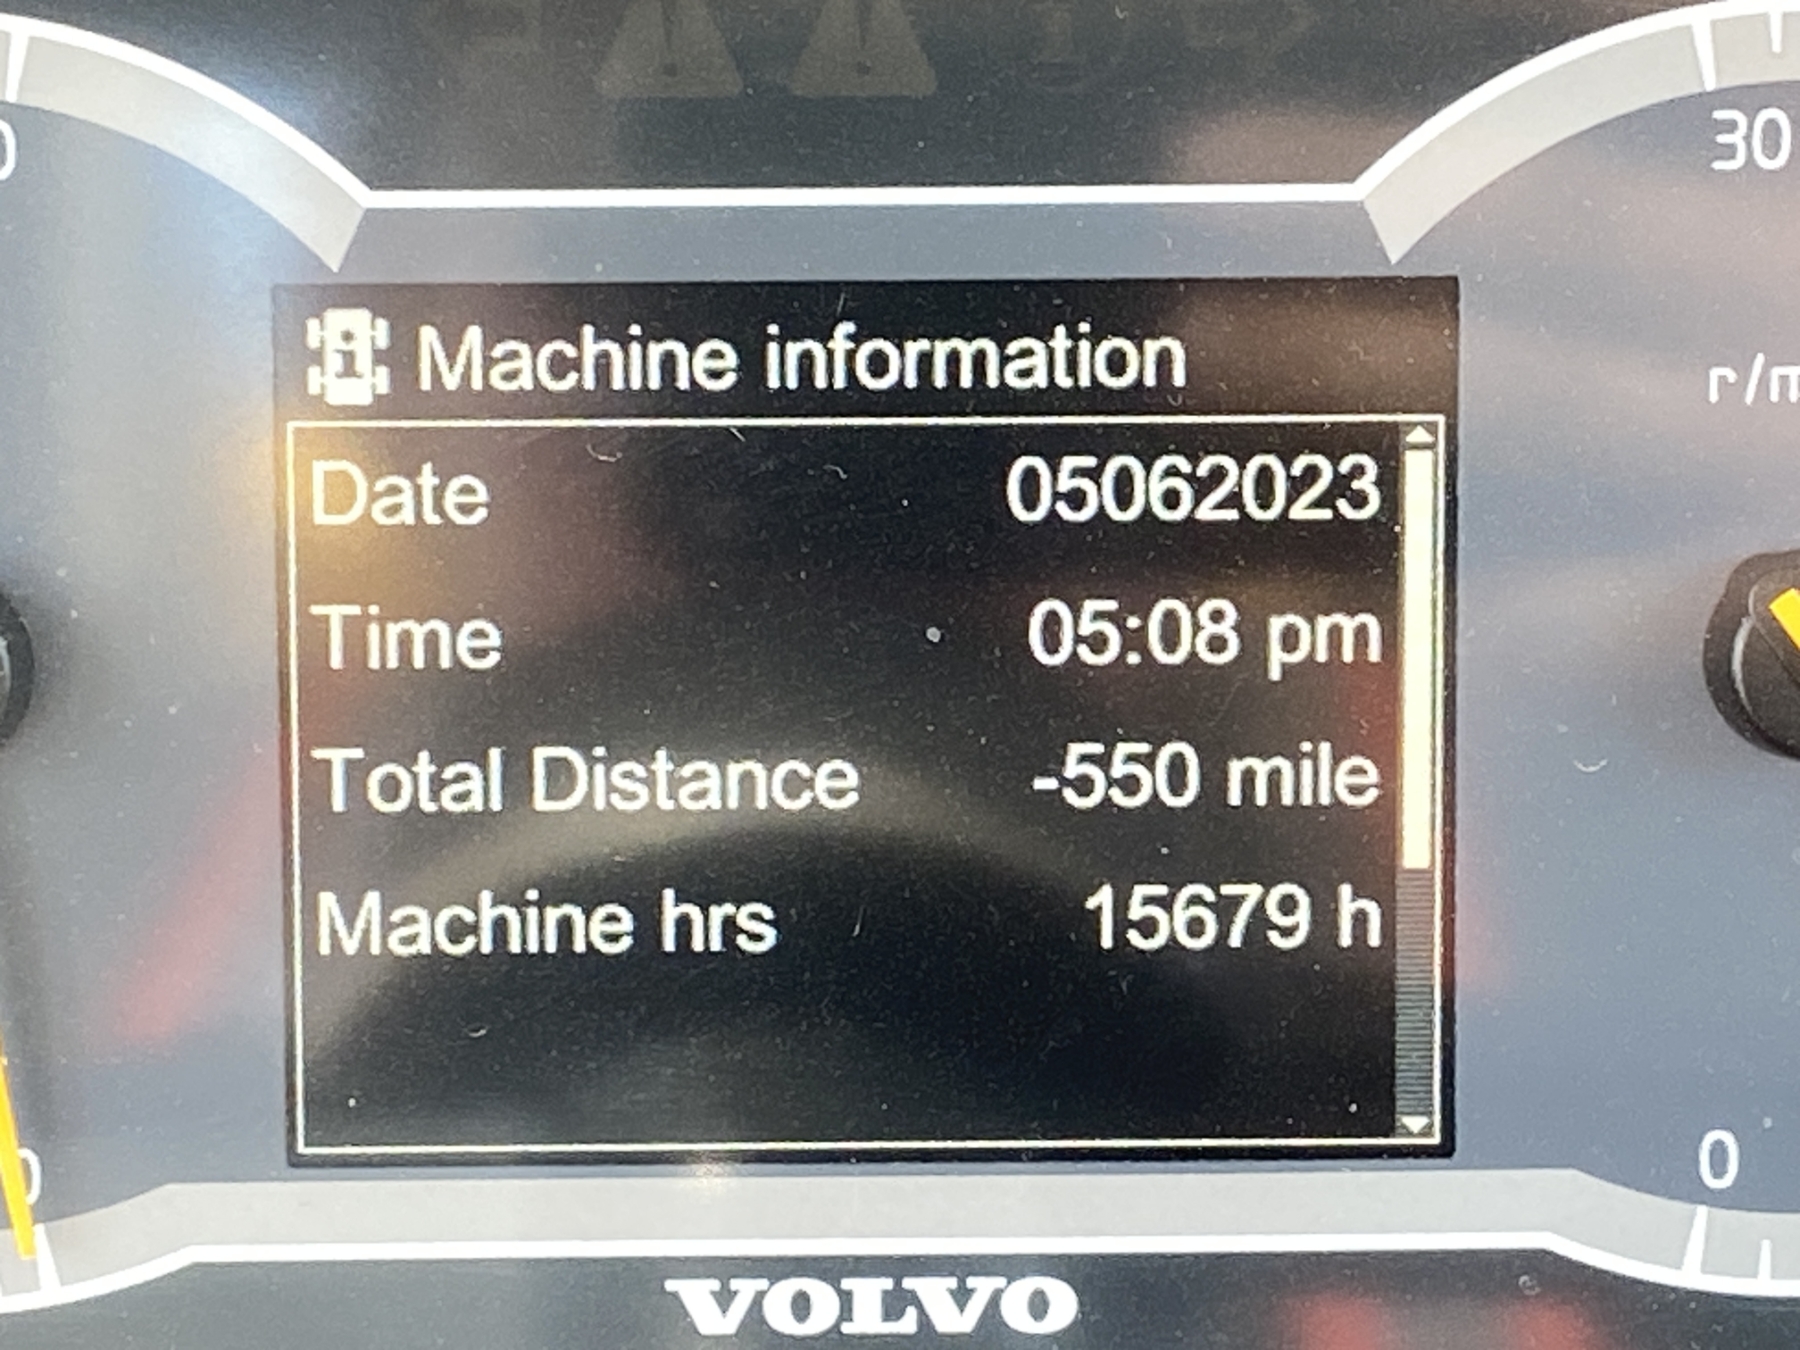 30
r/m
Machine information
Date 05062023
Time 05:08 pm
Total Distance -550 mile
Machine hrs 15679 h
0
VOLVO